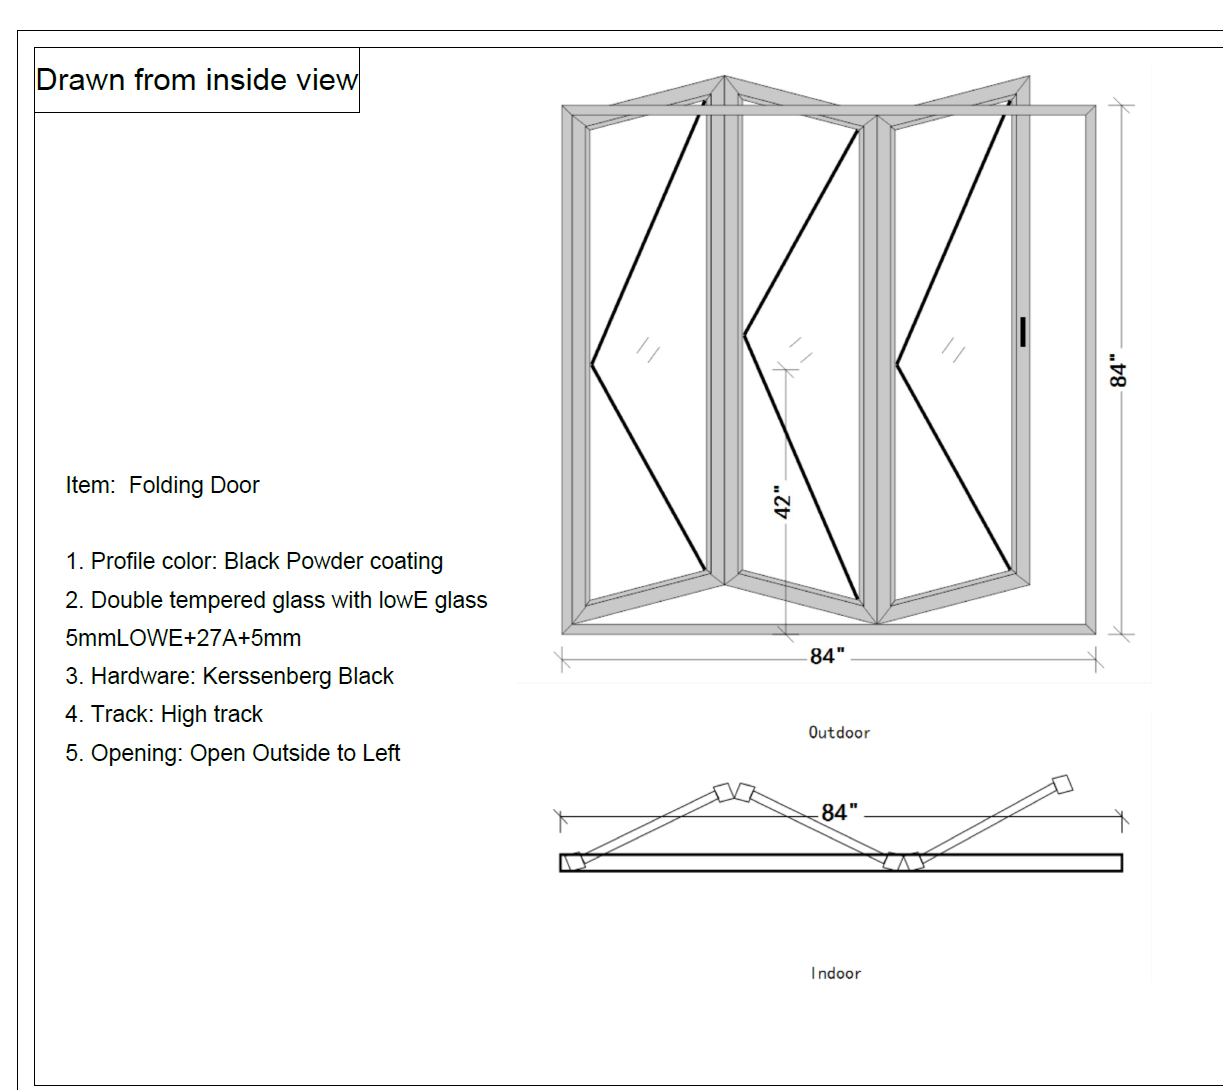 Drawn from inside view
84"
42"
84"
Item: Folding Door
1. Profile color: Black Powder coating
2. Double tempered glass with lowE glass
5mmLOWE+27A+5mm
3. Hardware: Kerssenberg Black
4. Track: High track
5. Opening: Open Outside to Left
Outdoor
84"
Indoor